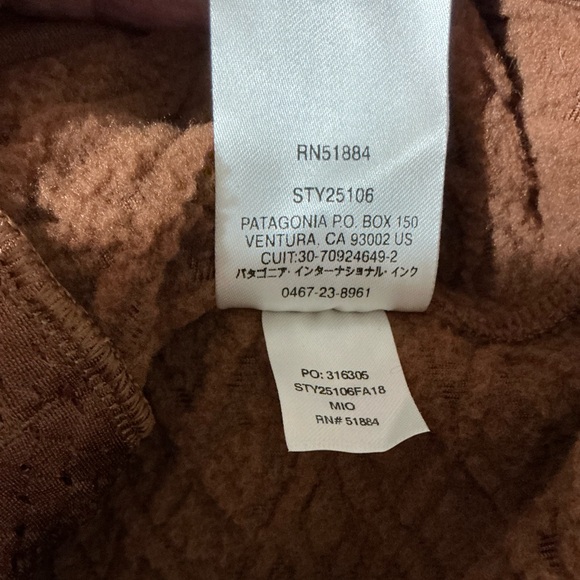 RN51884
STY25106
PATAGONIA P.O. BOX 150
VENTURA, CA 93002 US
CUIT:30-70924649-2
パタゴニア・インターナショナル・インク
0467-23-8961
PO: 316305
STY25106FA18
MIO
RN# 51884